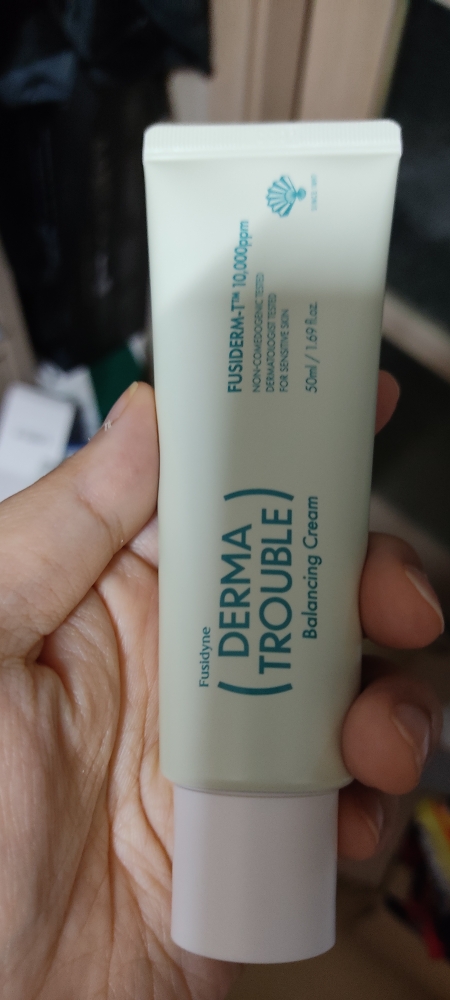 Fusidyne
(DERMA
TROUBLE)
Balancing Cream
FUSIDERM-T™ 10,000ppm
NON-COMEDOGENIC TESTED
DERMATOLOGIST TESTED
FOR SENSITIVE SKIN
50ml / 1.69 fl.oz.